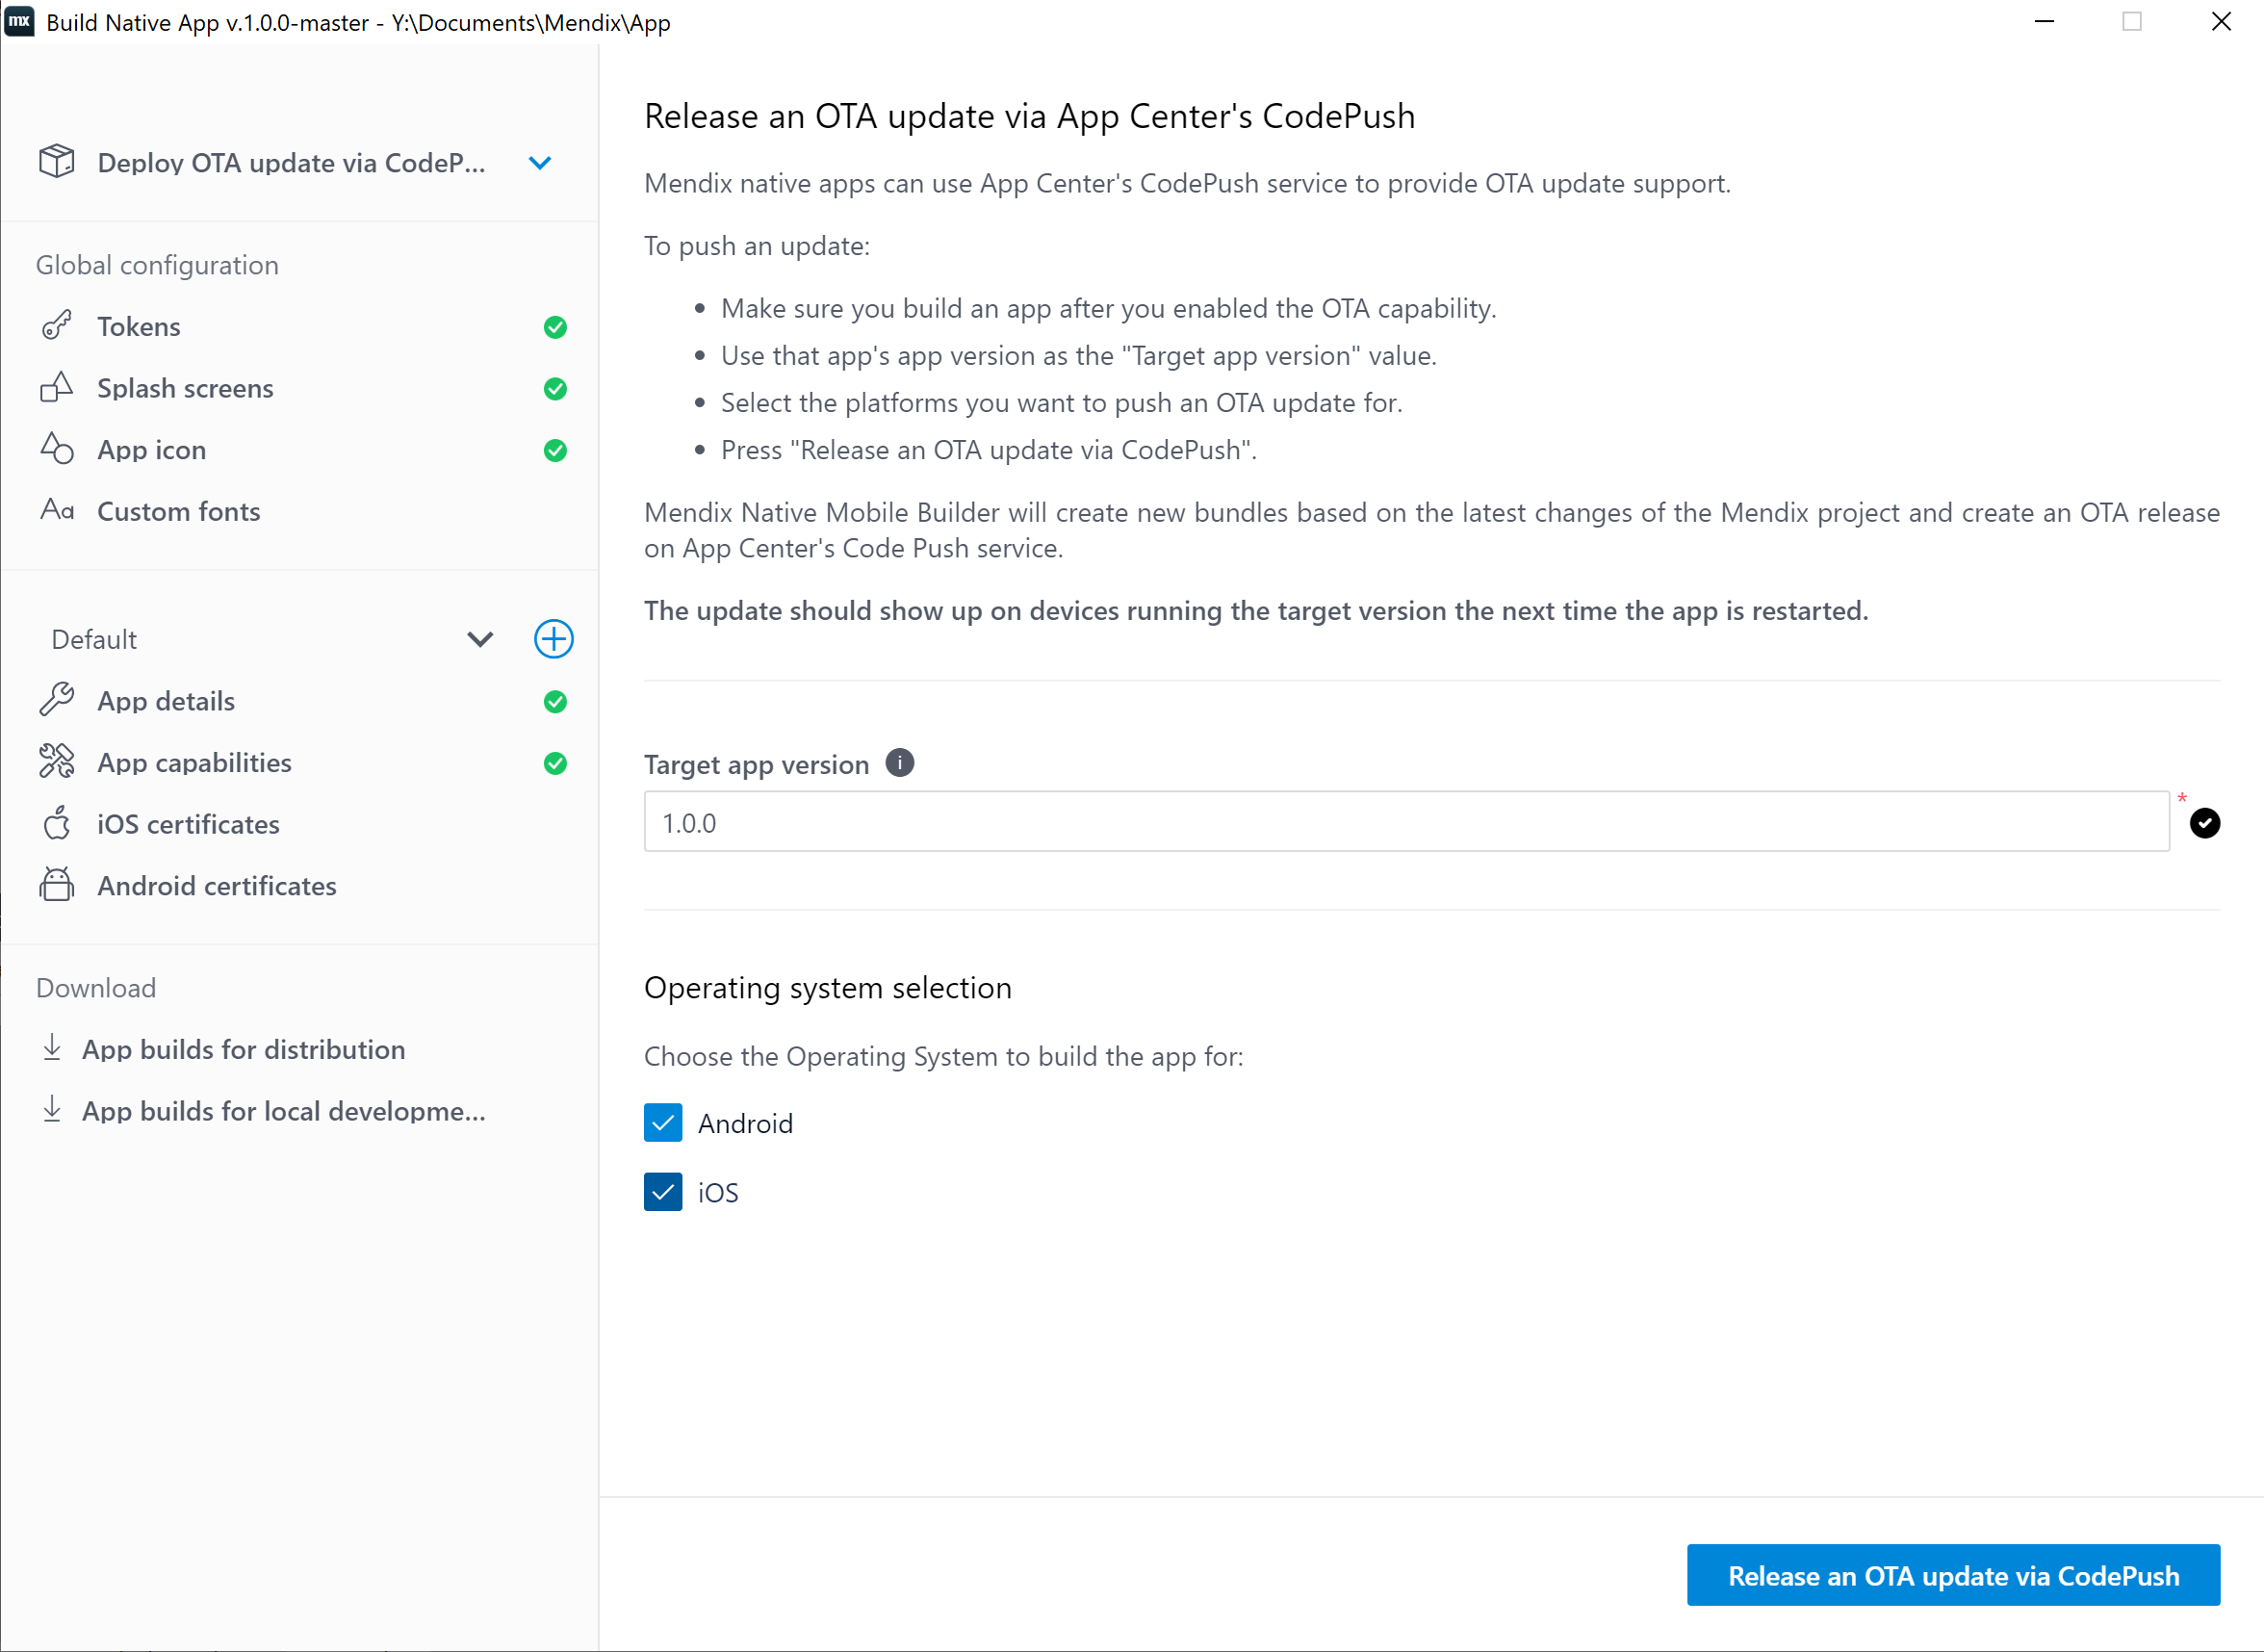 mx Build Native App v.1.0.0-master - Y:\Documents\Mendix\App
Deploy OTA update via CodeP...
Global configuration
Tokens
Splash screens
App icon
Aa Custom fonts
Default
App details
App capabilities
iOS certificates
Android certificates
Download
App builds for distribution
App builds for local developme...
Release an OTA update via App Center's CodePush
Mendix native apps can use App Center's CodePush service to provide OTA update support.
To push an update:
• Make sure you build an app after you enabled the OTA capability.
• Use that app's app version as the "Target app version" value.
• Select the platforms you want to push an OTA update for.
• Press "Release an OTA update via CodePush".
Mendix Native Mobile Builder will create new bundles based on the latest changes of the Mendix project and create an OTA release
on App Center's Code Push service.
The update should show up on devices running the target version the next time the app is restarted.
Target app version i
1.0.0 *
Operating system selection
Choose the Operating System to build the app for:
Android
iOS
Release an OTA update via CodePush